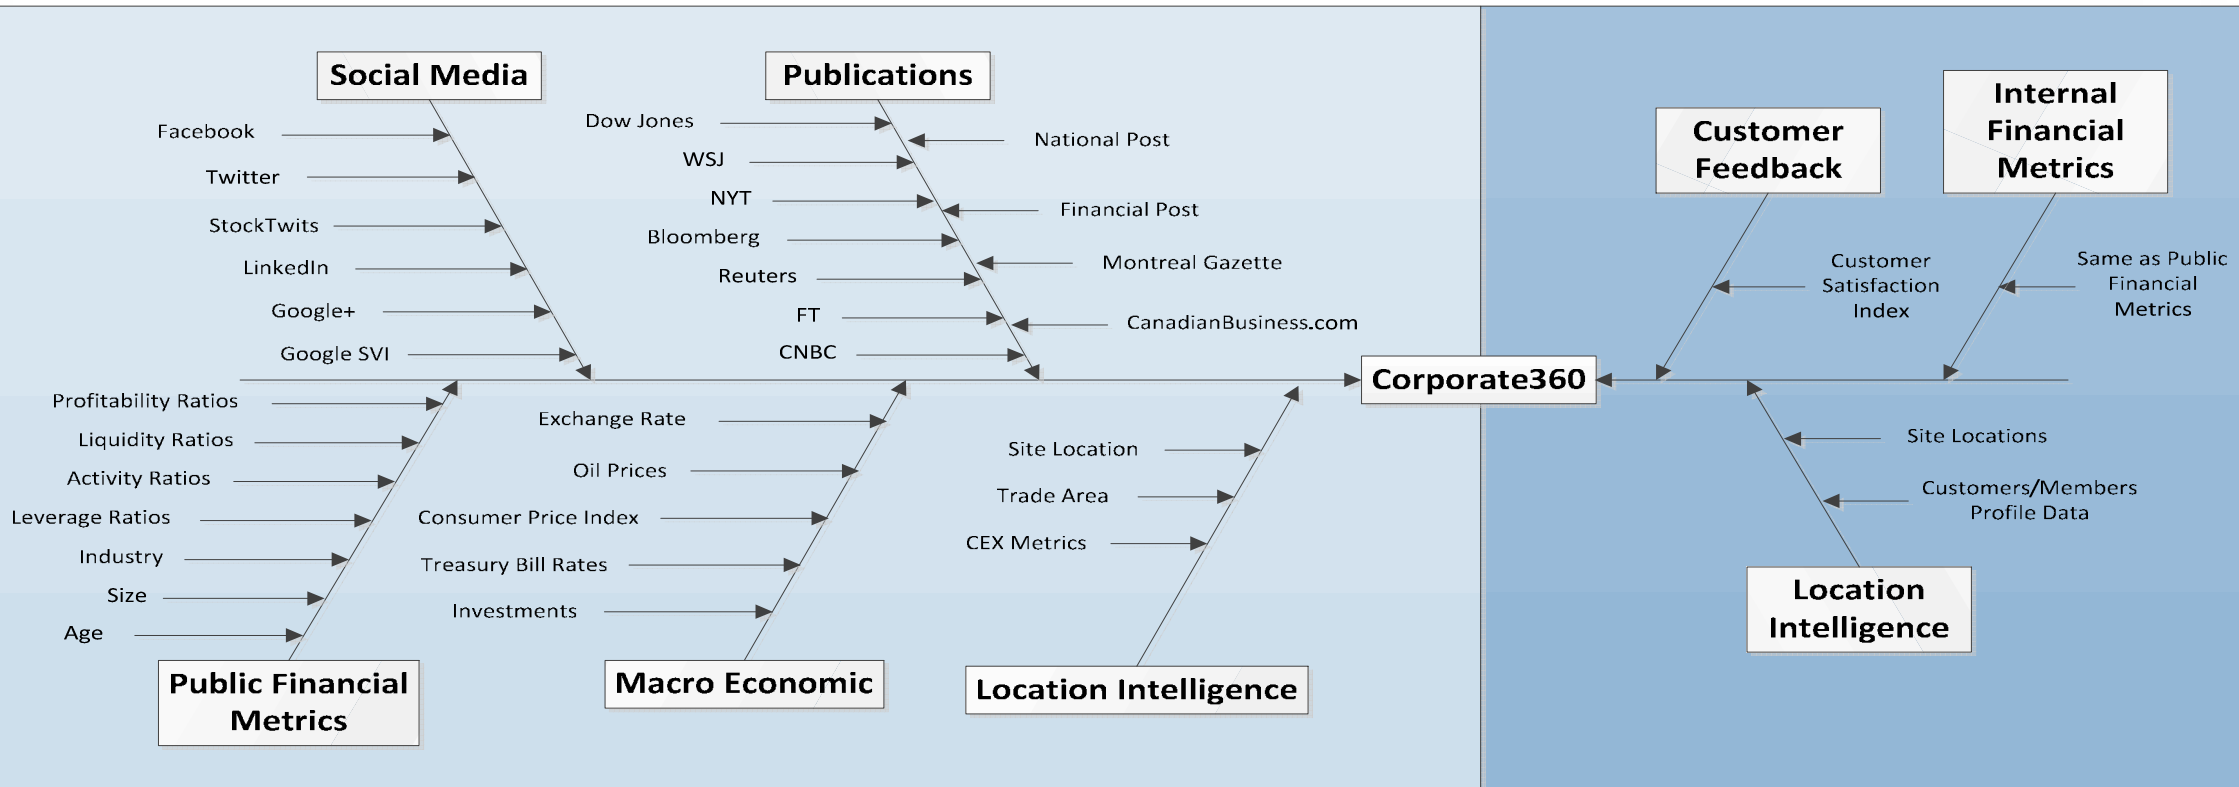 Social Media
Facebook
Twitter
StockTwits
LinkedIn
Google+
Google SVI
Publications
Dow Jones
WSJ
NYT
Bloomberg
Reuters
FT
CNBC
National Post
Financial Post
Montreal Gazette
CanadianBusiness.com
Customer
Feedback
Customer
Satisfaction
Index
Internal
Financial
Metrics
Same as Public
Financial
Metrics
Corporate360
Profitability Ratios
Liquidity Ratios
Activity Ratios
Leverage Ratios
Industry
Size
Age
Public Financial
Metrics
Exchange Rate
Oil Prices
Consumer Price Index
Treasury Bill Rates
Investments
Macro Economic
Site Location
Trade Area
CEX Metrics
Location Intelligence
Site Locations
Customers/Members
Profile Data
Location
Intelligence